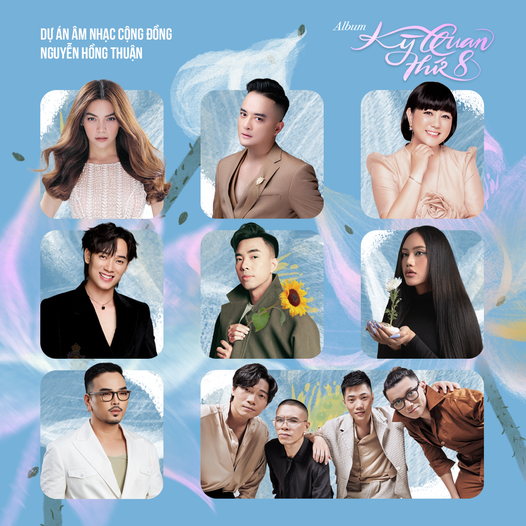 DỰ ÁN ÂM NHẠC CỘNG ĐỒNG
NGUYỄN HỒNG THUẬN
Album
Kỳ Quan
thứ 8